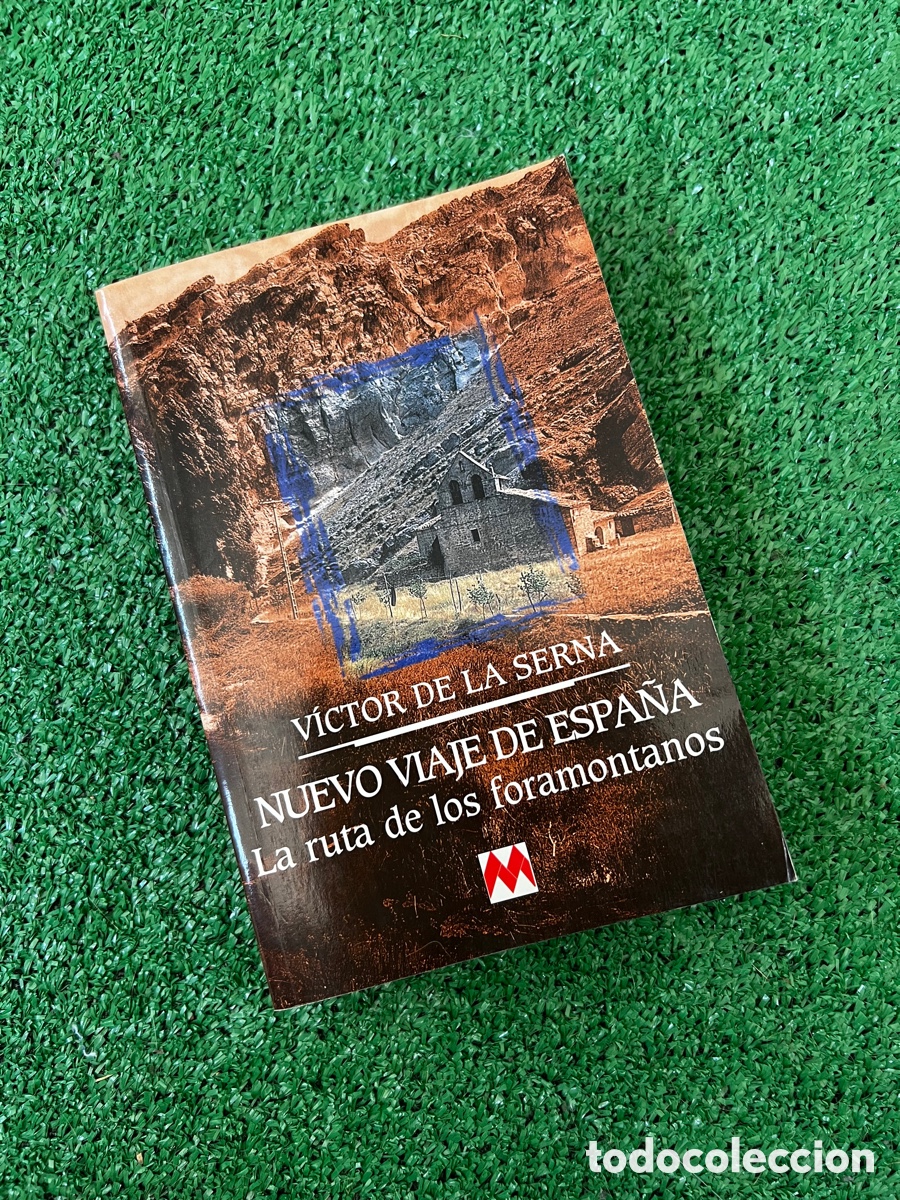 VÍCTOR DE LA SERNA
NUEVO VIAJE DE ESPAÑA
La ruta de los foramontanos
todocoleccion